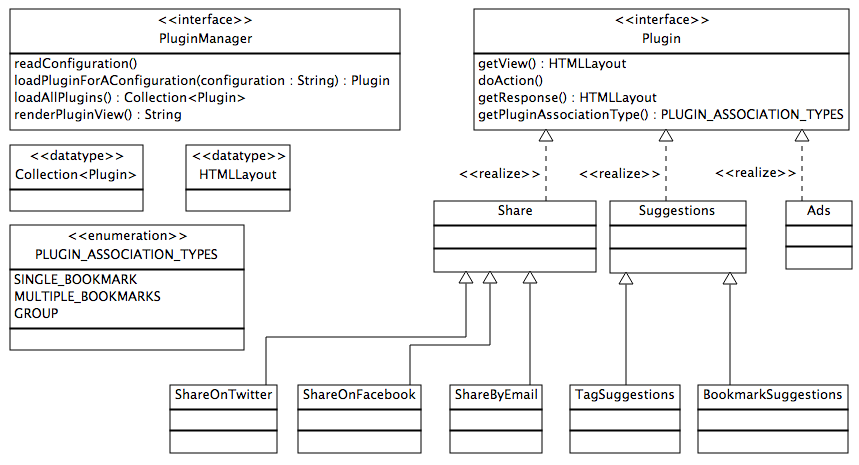 <<interface>>
PluginManager
readConfiguration()
loadPluginForAConfiguration(configuration : String) : Plugin
loadAllPlugins() : Collection<Plugin>
renderPluginView() : String
<<interface>>
Plugin
getView() : HTMLLayout
doAction()
getResponse() : HTMLLayout
getPluginAssociationType() : PLUGIN_ASSOCIATION_TYPES
<<datatype>>
Collection<Plugin>
<<datatype>>
HTMLLayout
<<realize>>
<<realize>>
<<realize>>
Share
Suggestions
Ads
<<enumeration>>
PLUGIN_ASSOCIATION_TYPES
SINGLE_BOOKMARK
MULTIPLE_BOOKMARKS
GROUP
ShareOnTwitter
ShareOnFacebook
ShareByEmail
TagSuggestions
BookmarkSuggestions